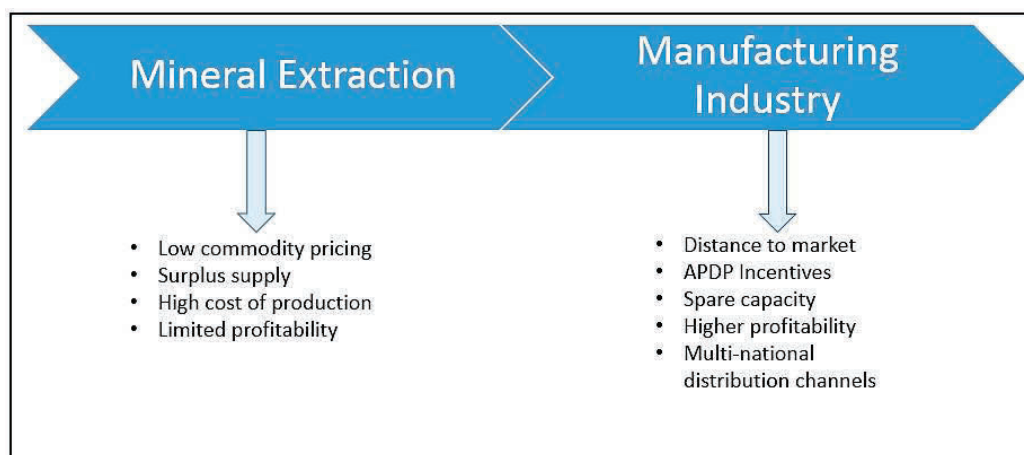 Mineral Extraction
Manufacturing
Industry
• Low commodity pricing
• Surplus supply
• High cost of production
• Limited profitability
• Distance to market
• APDP Incentives
• Spare capacity
• Higher profitability
• Multi-national
distribution channels